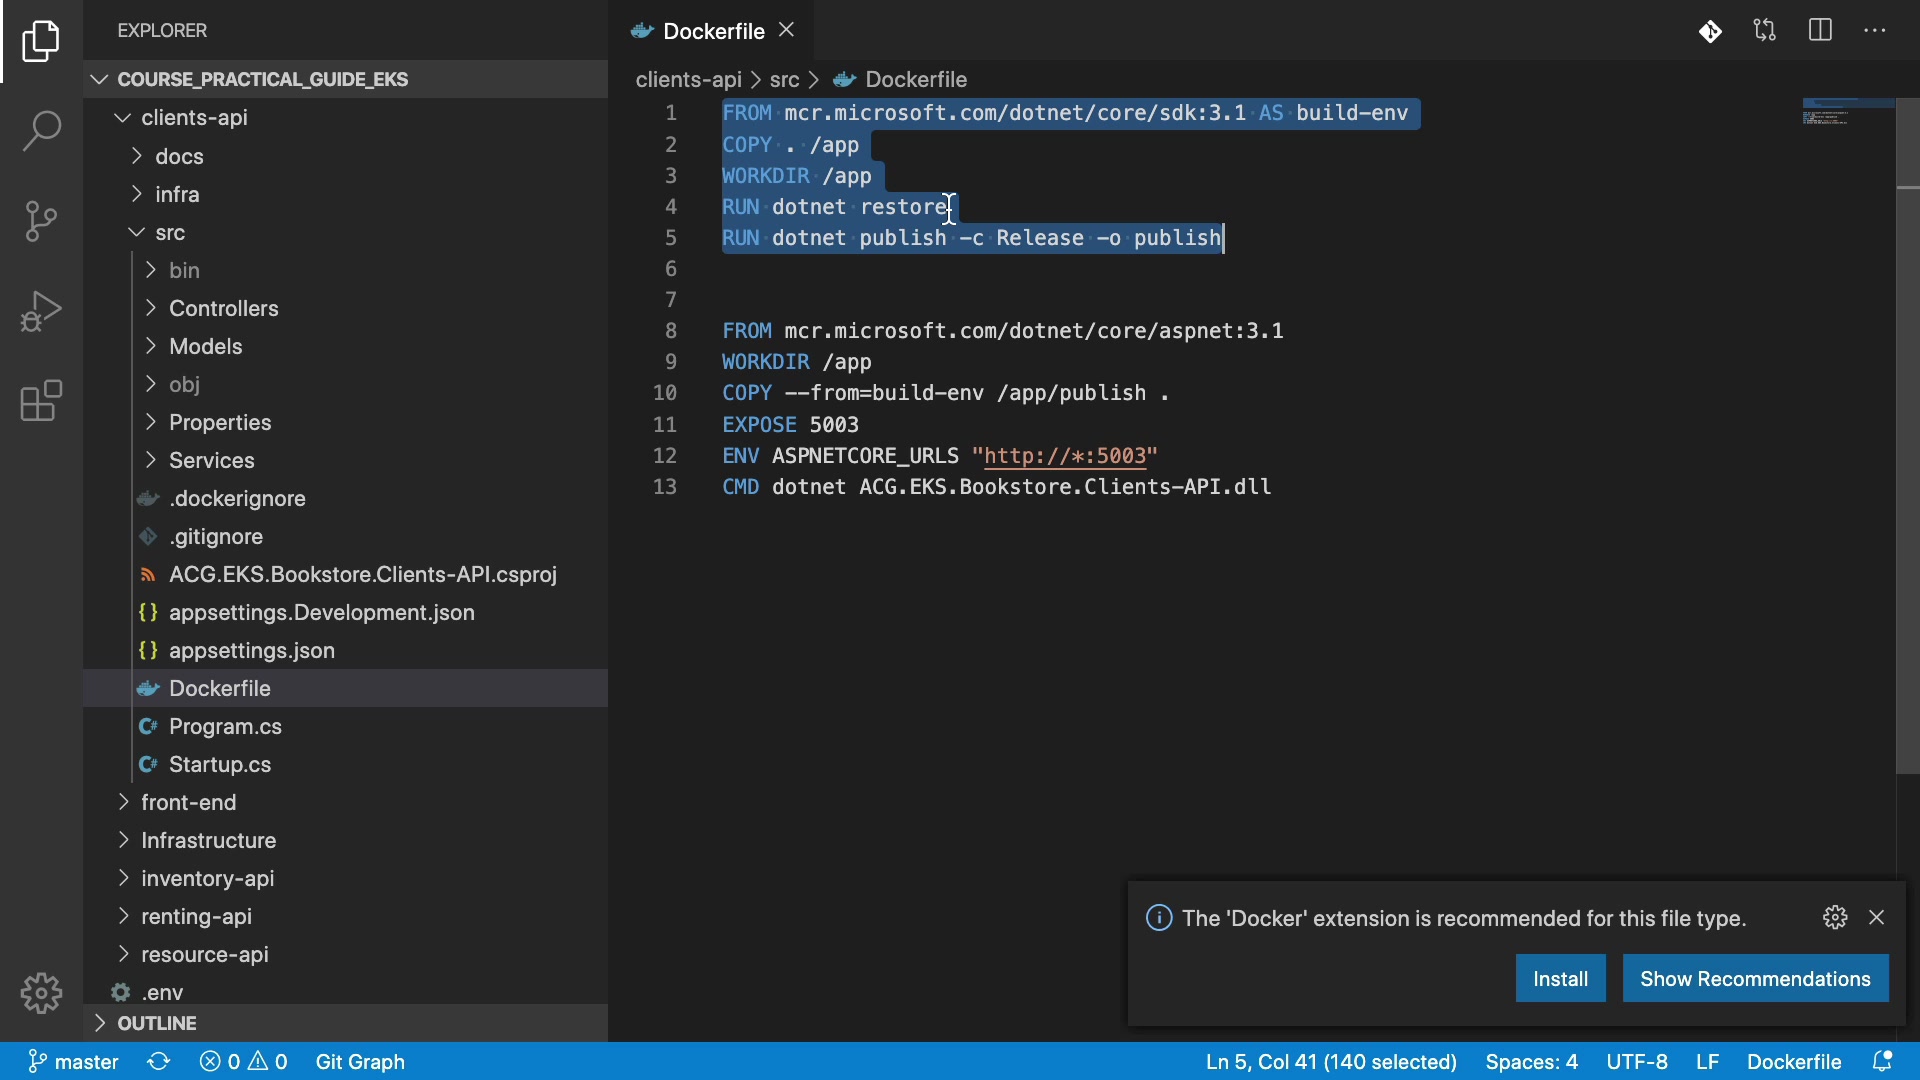 EXPLORER
COURSE_PRACTICAL_GUIDE_EKS
clients-api
docs
infra
src
bin
Controllers
Models
obj
Properties
Services
.dockerignore
.gitignore
ACG.EKS.Bookstore.Clients-API.csproj
{} appsettings.Development.json
{} appsettings.json
Dockerfile
C# Program.cs
C# Startup.cs
front-end
Infrastructure
inventory-api
renting-api
resource-api
.env
OUTLINE
Dockerfile
clients-api > src > Dockerfile
1 FROM mcr.microsoft.com/dotnet/core/sdk:3.1 AS build-env
2 COPY . /app
3 WORKDIR /app
4 RUN dotnet restore
5 RUN dotnet publish -c Release -o publish
6
7
8 FROM mcr.microsoft.com/dotnet/core/aspnet:3.1
9 WORKDIR /app
10 COPY --from=build-env /app/publish .
11 EXPOSE 5003
12 ENV ASPNETCORE_URLS "http://*:5003"
13 CMD dotnet ACG.EKS.Bookstore.Clients-API.dll
The 'Docker' extension is recommended for this file type.
Install Show Recommendations
master 0 0 Git Graph Ln 5, Col 41 (140 selected) Spaces: 4 UTF-8 LF Dockerfile